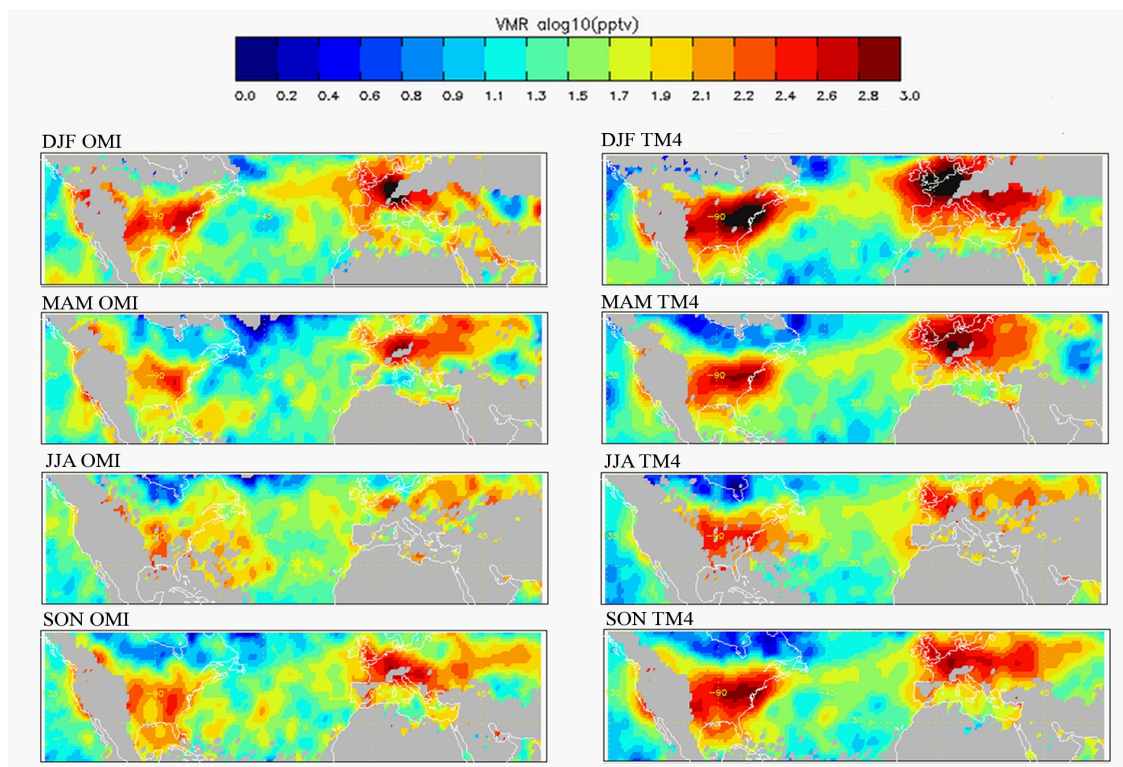 VMR alog10(pptv)
0.0 0.2 0.4 0.6 0.8 0.9 1.1 1.3 1.5 1.7 1.9 2.1 2.2 2.4 2.6 2.8 3.0
DJF OMI DJF TM4
MAM OMI MAM TM4
JJA OMI JJA TM4
SON OMI SON TM4